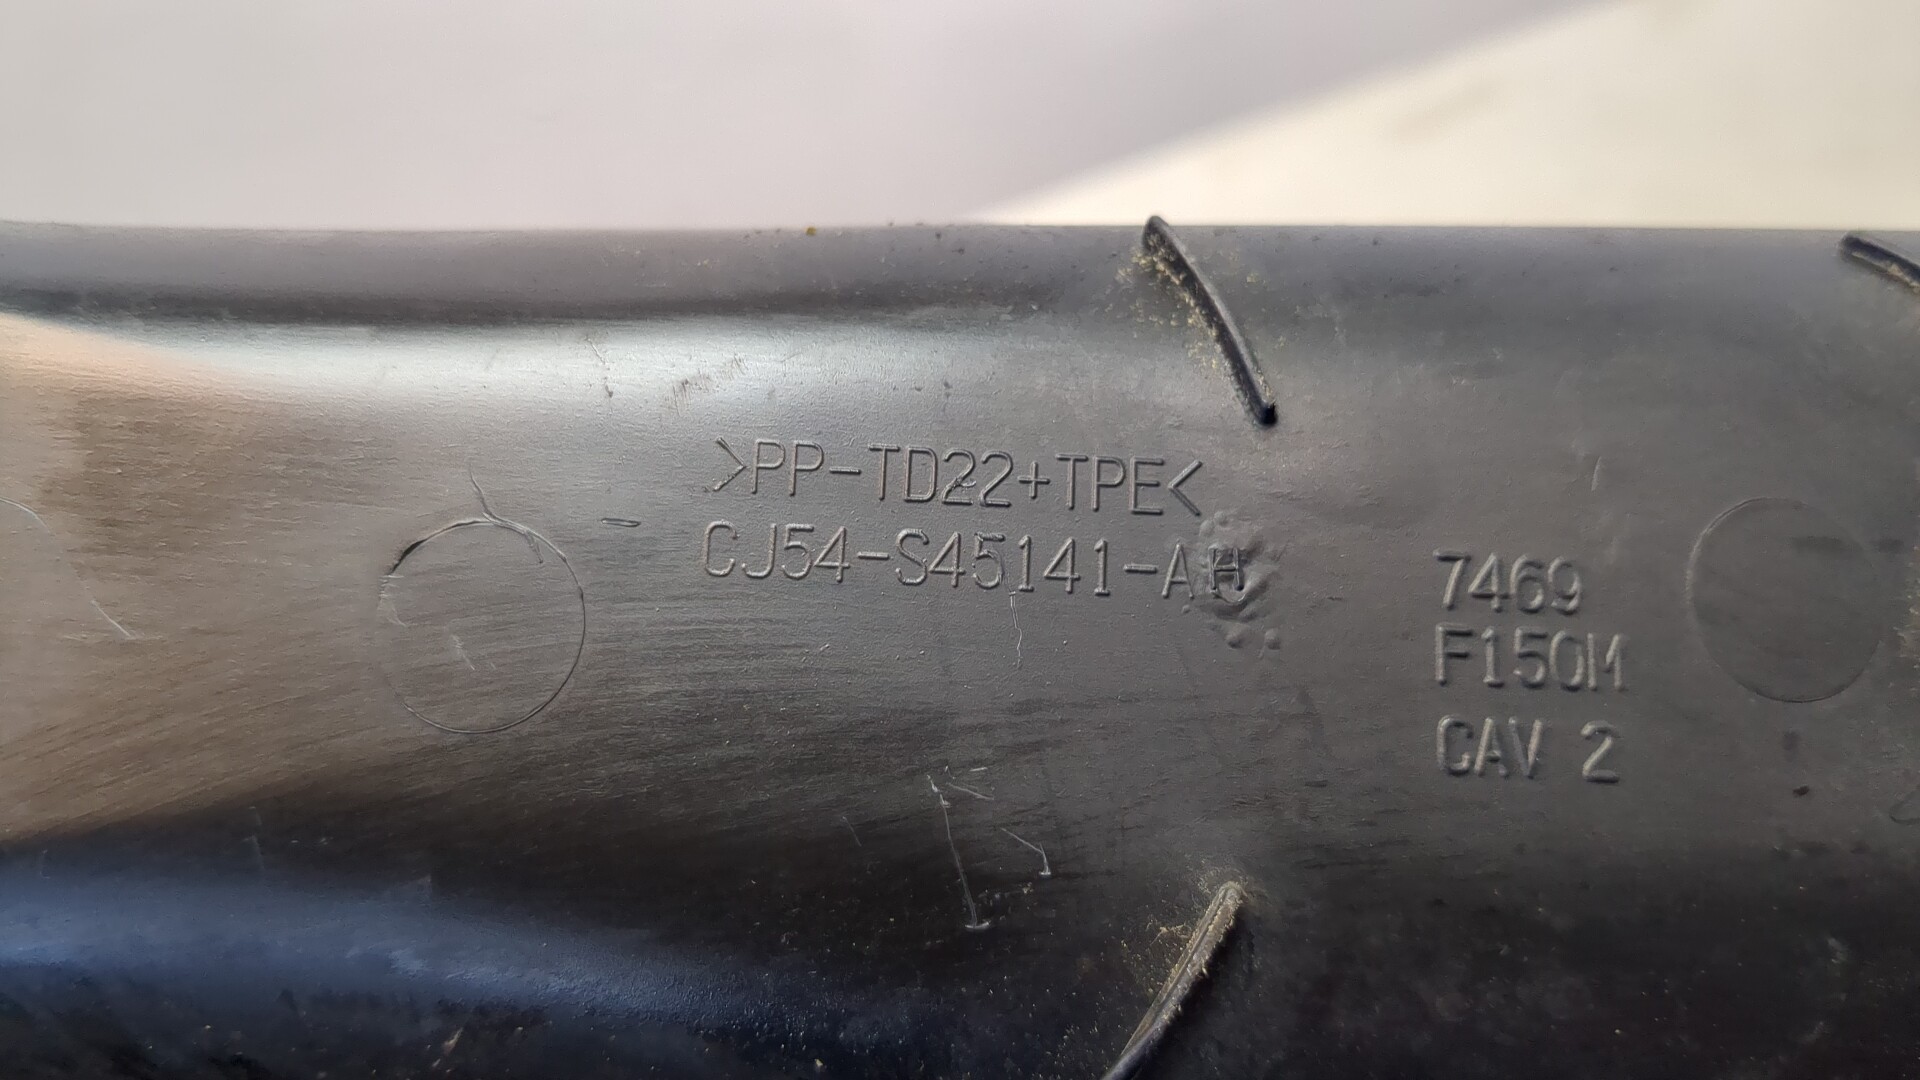 >PP-TD22+TPE<
CJ54-S45141-AH
7469
F150M
CAV 2